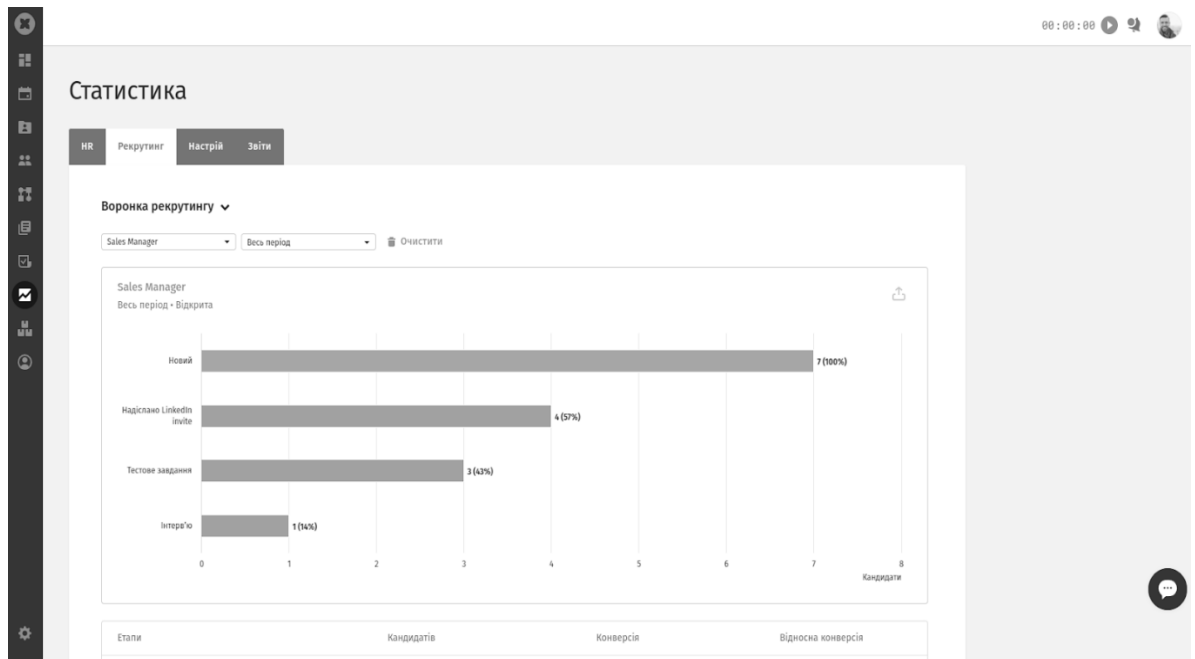 00:00:00
Статистика
HR Рекрутинг Настрій Звіти
Воронка рекрутингу
Sales Manager Весь період Очистити
Sales Manager
Весь період • Відкрита
Новий 7 (100%)
Надіслано LinkedIn
invite
4 (57%)
Тестове завдання 3 (43%)
Інтерв'ю 1 (14%)
0 1 2 3 4 5 6 7 8
Кандидати
Етапи Кандидатів Конверсія Відносна конверсія